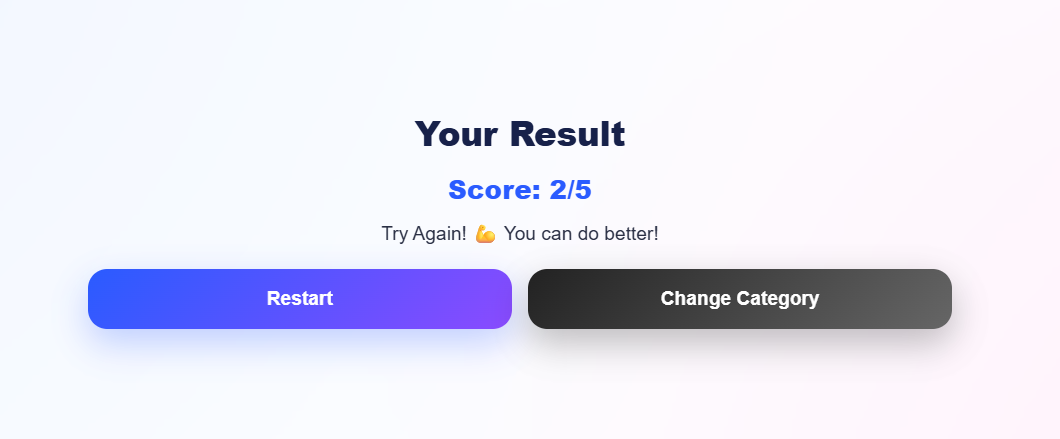 Your Result
Score: 2/5
Try Again! 💪 You can do better!
Restart
Change Category